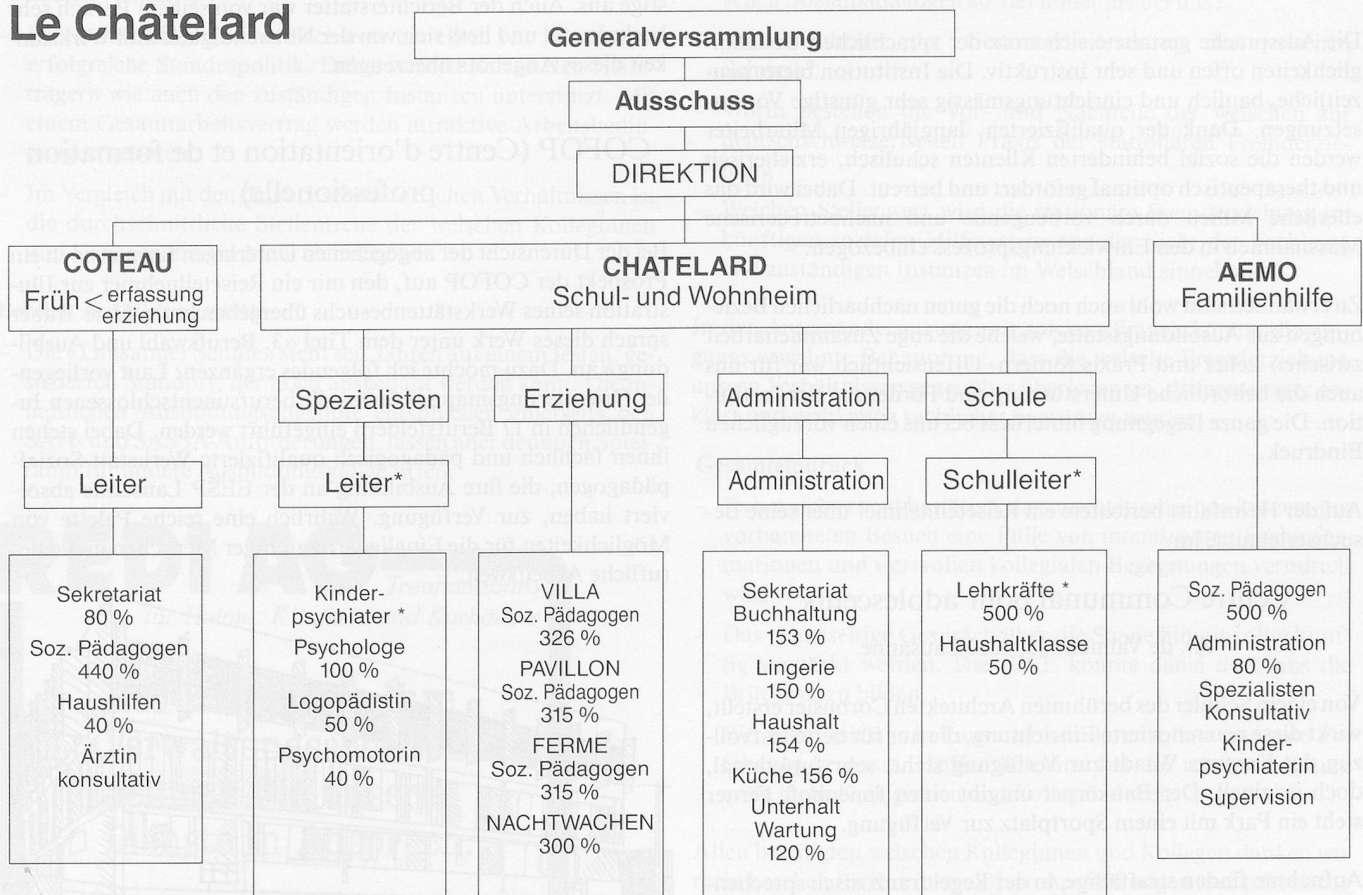 Le Châtelard
Generalversammlung
Ausschuss
DIREKTION
COTEAU
Früh < erfassung
erziehung
CHATELARD
Schul- und Wohnheim
AEMO
Familienhilfe
Spezialisten
Erziehung
Administration
Schule
Leiter
Leiter*
Administration
Schulleiter*
Sekretariat
80 %
Soz. Pädagogen
140 %
Haushilfen
40 %
Ärztin
konsultativ
Kinder-
psychiater *
Psychologe
100 %
Logopädistin
50 %
Psychomotorin
40 %
VILLA
Soz. Pädagogen
326 %
PAVILLON
Soz. Pädagogen
315 %
FERME
Soz. Pädagogen
315 %
NACHTWACHEN
300 %
Sekretariat
Buchhaltung
153 %
Lingerie
150 %
Haushalt
154 %
Küche 156 %
Unterhalt
Wartung
120 %
Lehrkräfte *
500 %
Haushaltklasse
50 %
Soz. Pädagogen
500 %
Administration
80 %
Spezialisten
Konsultativ
Kinder-
psychiaterin
Supervision